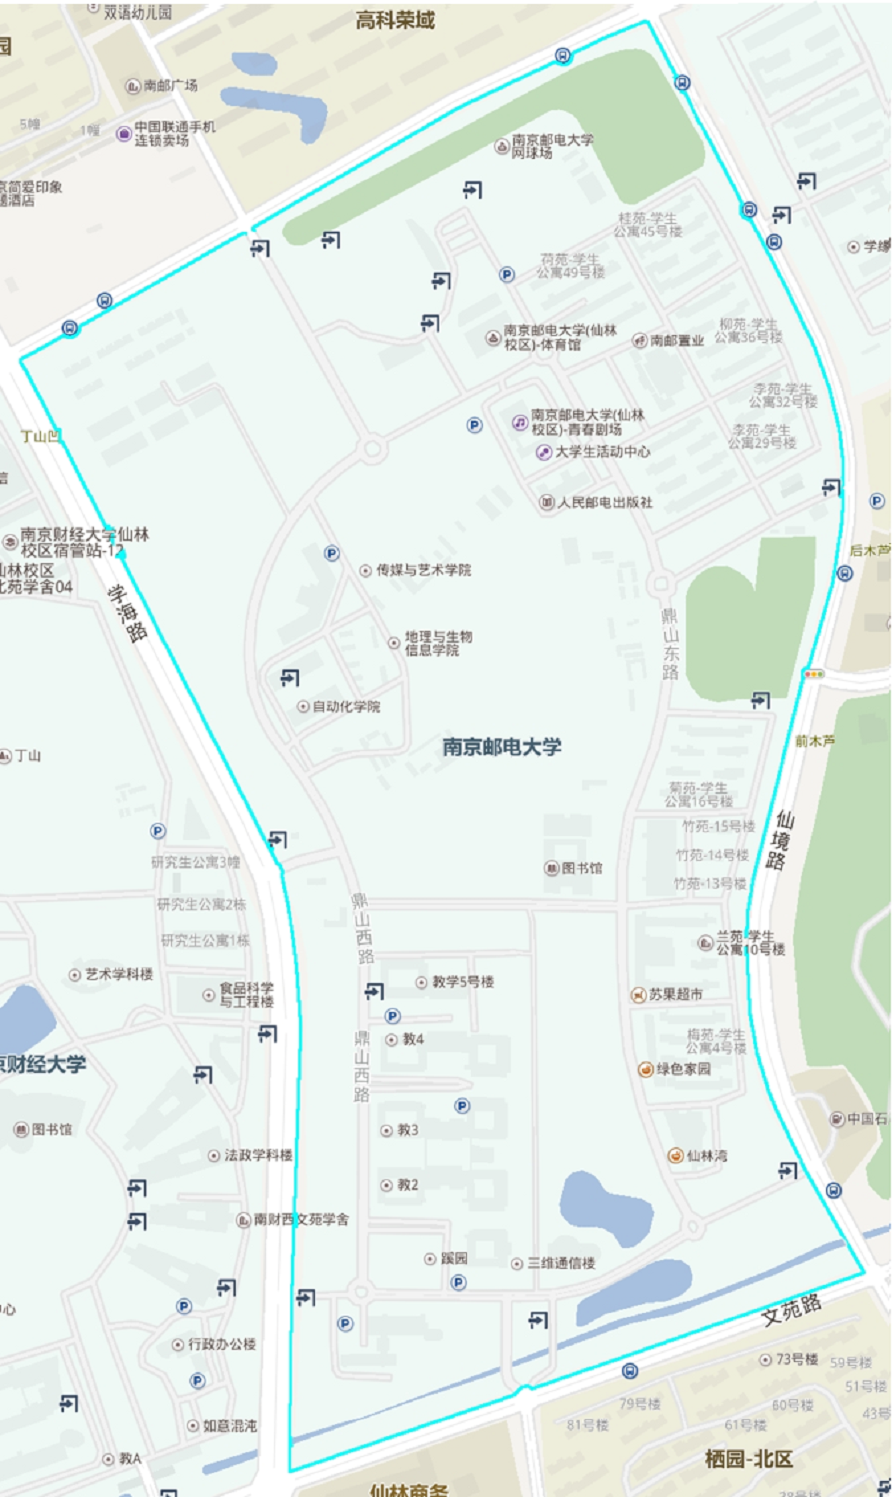 双语幼儿园
高科荣域
园
南邮广场
5幢
1幢
中国联通手机
连锁卖场
南京邮电大学
网球场
京简爱印象
题酒店
桂苑-学生
公寓45号楼
学缘
荷苑-学生
公寓49号楼
南京邮电大学(仙林
校区)-体育馆
南邮置业
柳苑-学生
公寓36号楼
李苑-学生
公寓32号楼
南京邮电大学(仙林
校区)-青春剧场
李苑-学生
公寓29号楼
丁山凹
大学生活动中心
人民邮电出版社
南京财经大学仙林
校区宿管站-12
后木芦
仙林校区
北苑学舍04
传媒与艺术学院
学海路
地理与生物
信息学院
鼎山东路
自动化学院
南京邮电大学
前木芦
丁山
菊苑-学生
公寓16号楼
竹苑-15号楼
仙境路
竹苑-14号楼
研究生公寓3幢
图书馆
竹苑-13号楼
研究生公寓2栋
鼎山西路
研究生公寓1栋
兰苑-学生
公寓10号楼
艺术学科楼
食品科学
与工程楼
教学5号楼
苏果超市
教4
梅苑-学生
公寓4号楼
京财经大学
鼎山西路
绿色家园
中国石
图书馆
教3
法政学科楼
仙林湾
教2
南财西文苑学舍
蹊园
三维通信楼
中心
文苑路
行政办公楼
73号楼
59号楼
51号楼
79号楼
60号楼
43号
81号楼
61号楼
如意混沌
教A
栖园-北区
仙林商务